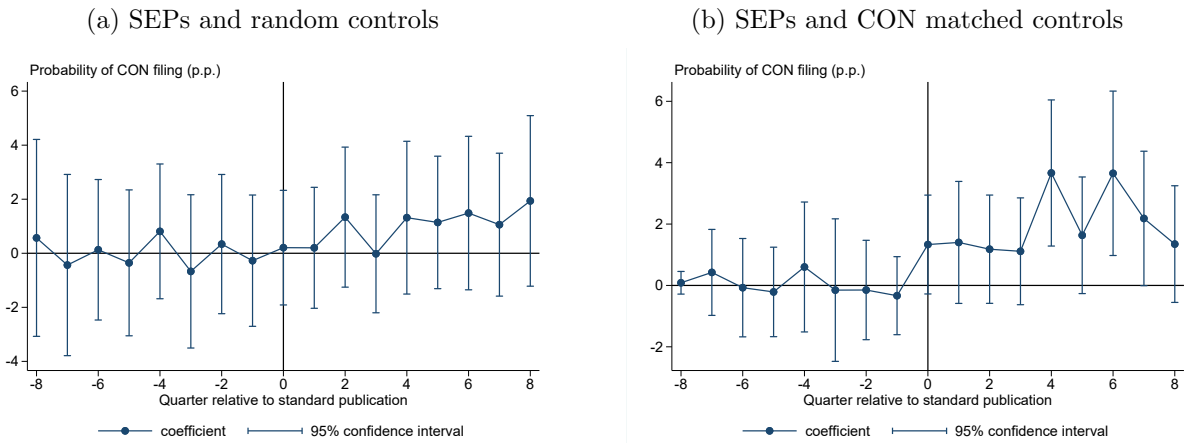 (a) SEPs and random controls
Probability of CON filing (p.p.)
6
4
2
0
-2
-4
-8 -6 -4 -2 0 2 4 6 8
Quarter relative to standard publication
coefficient 95% confidence interval
(b) SEPs and CON matched controls
Probability of CON filing (p.p.)
6
4
2
0
-2
-8 -6 -4 -2 0 2 4 6 8
Quarter relative to standard publication
coefficient 95% confidence interval